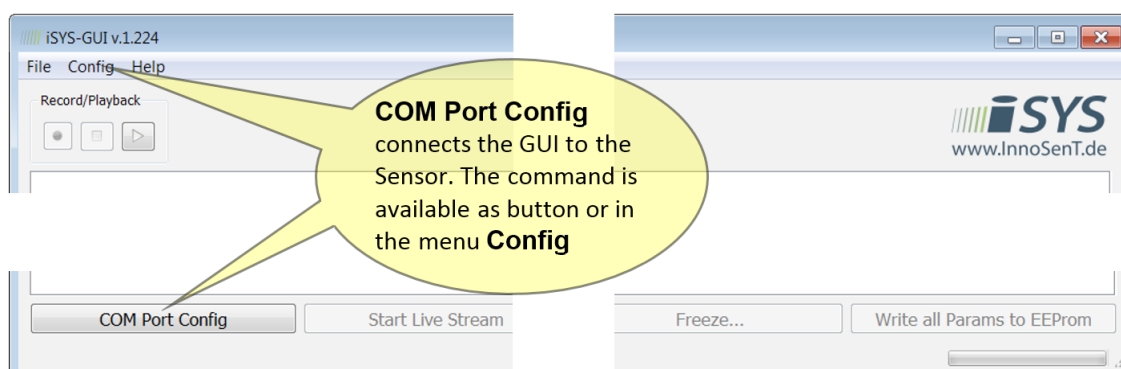 iSYS-GUI v.1.224
File Config Help
Record/Playback
COM Port Config
connects the GUI to the
Sensor. The command is
available as button or in
the menu Config
iSYS
www.InnoSenT.de
COM Port Config
Start Live Stream
Freeze...
Write all Params to EEProm